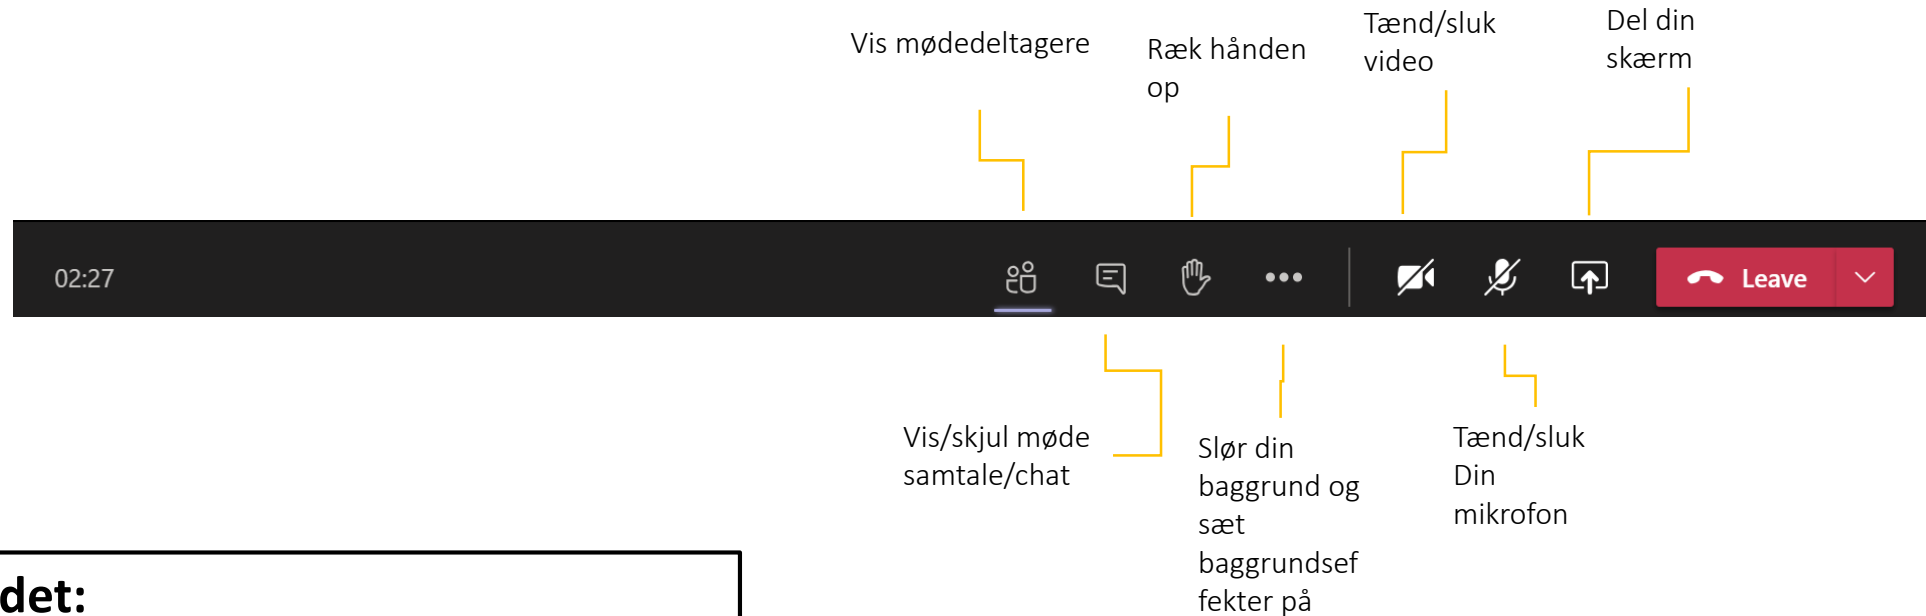 Vis mødedeltagere
Ræk hånden
op
Tænd/sluk
video
Del din
skærm
02:27
Leave
Vis/skjul møde
samtale/chat
Slør din
baggrund og
sæt
baggrundsef
fekter på
Tænd/sluk
Din
mikrofon
det: